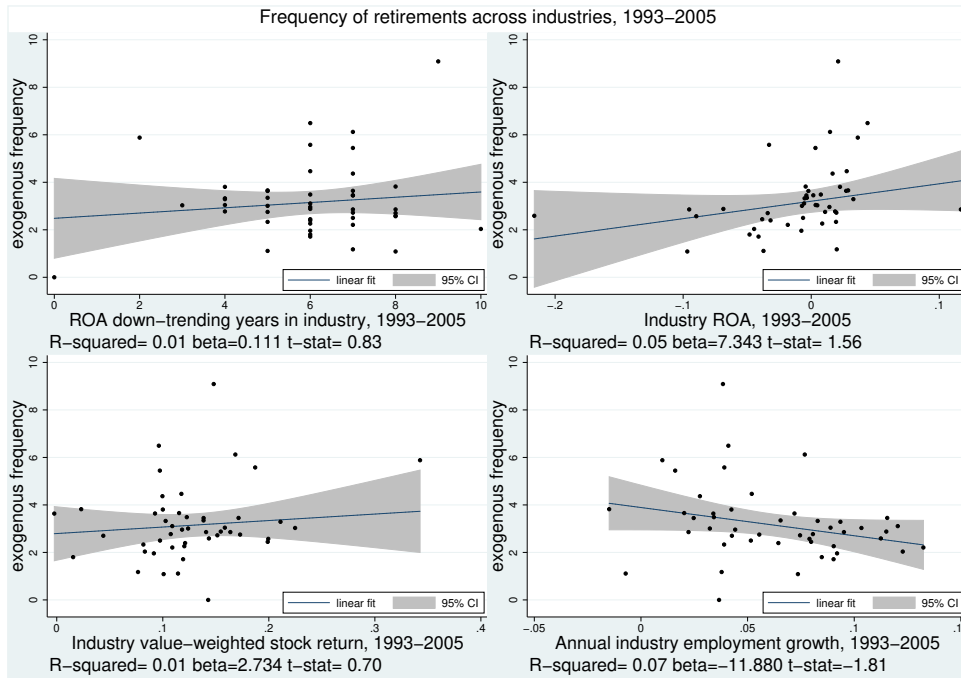 Frequency of retirements across industries, 1993−2005
exogenous frequency
0 2 4 6 8 10
0 2 4 6 8 10
linear fit 95% CI
ROA down−trending years in industry, 1993−2005
R−squared= 0.01 beta=0.111 t−stat= 0.83
exogenous frequency
0 2 4 6 8 10
−.2 −.1 0 .1
linear fit 95% CI
Industry ROA, 1993−2005
R−squared= 0.05 beta=7.343 t−stat= 1.56
exogenous frequency
0 2 4 6 8 10
0 .1 .2 .3 .4
linear fit 95% CI
Industry value−weighted stock return, 1993−2005
R−squared= 0.01 beta=2.734 t−stat= 0.70
exogenous frequency
0 2 4 6 8 10
−.05 0 .05 .1 .15
linear fit 95% CI
Annual industry employment growth, 1993−2005
R−squared= 0.07 beta=−11.880 t−stat=−1.81